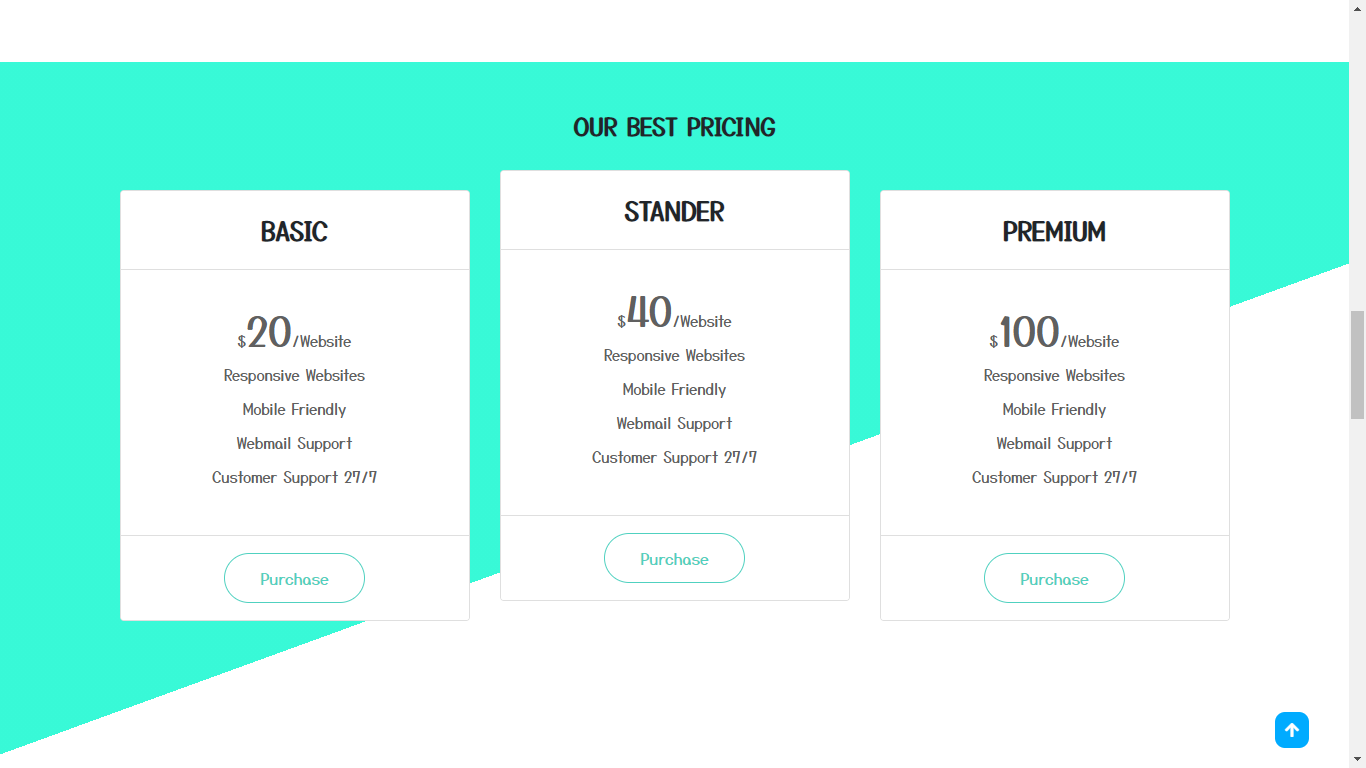 OUR BEST PRICING
BASIC
$20/Website
Responsive Websites
Mobile Friendly
Webmail Support
Customer Support 27/7
Purchase
STANDER
$40/Website
Responsive Websites
Mobile Friendly
Webmail Support
Customer Support 27/7
Purchase
PREMIUM
$100/Website
Responsive Websites
Mobile Friendly
Webmail Support
Customer Support 27/7
Purchase